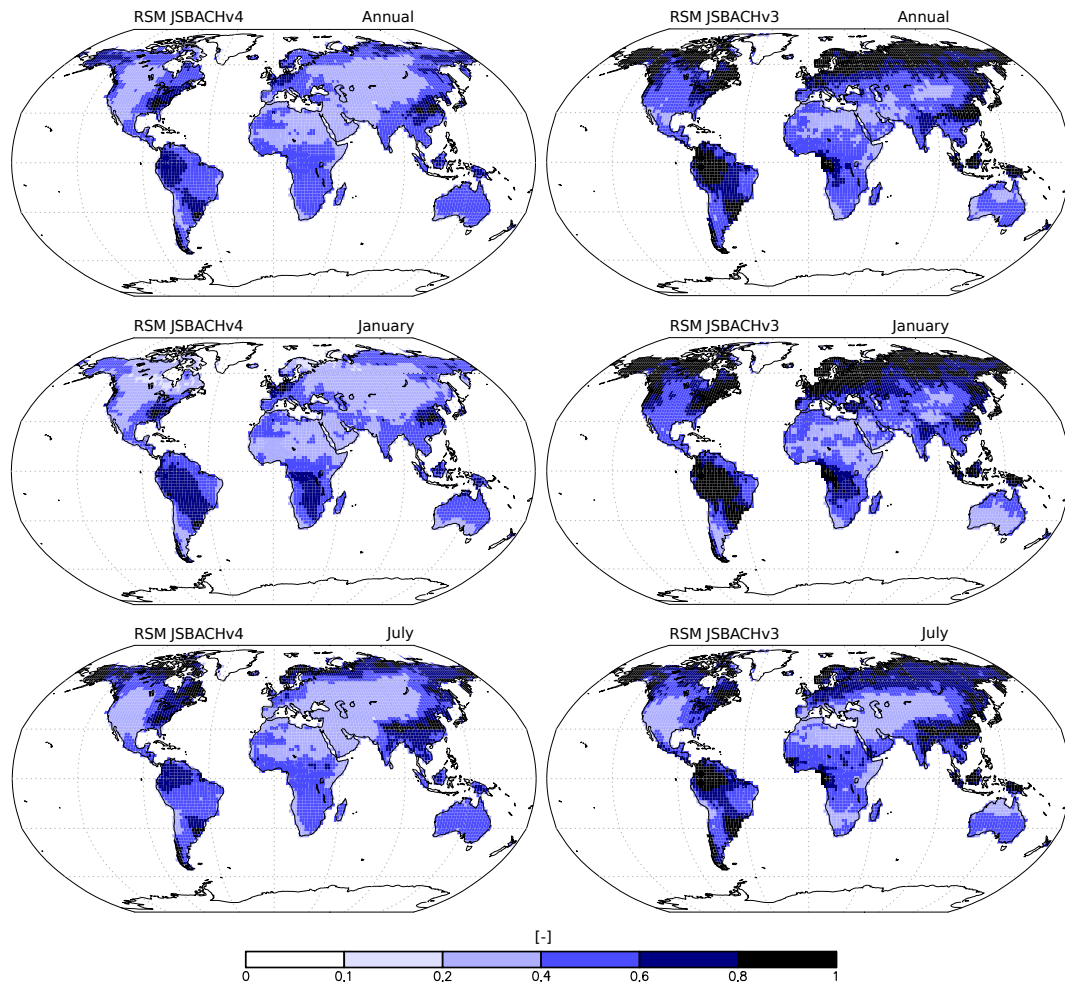 RSM JSBACHv4 Annual RSM JSBACHv3 Annual
RSM JSBACHv4 January RSM JSBACHv3 January
RSM JSBACHv4 July RSM JSBACHv3 July
[-]
0 0.1 0.2 0.4 0.6 0.8 1